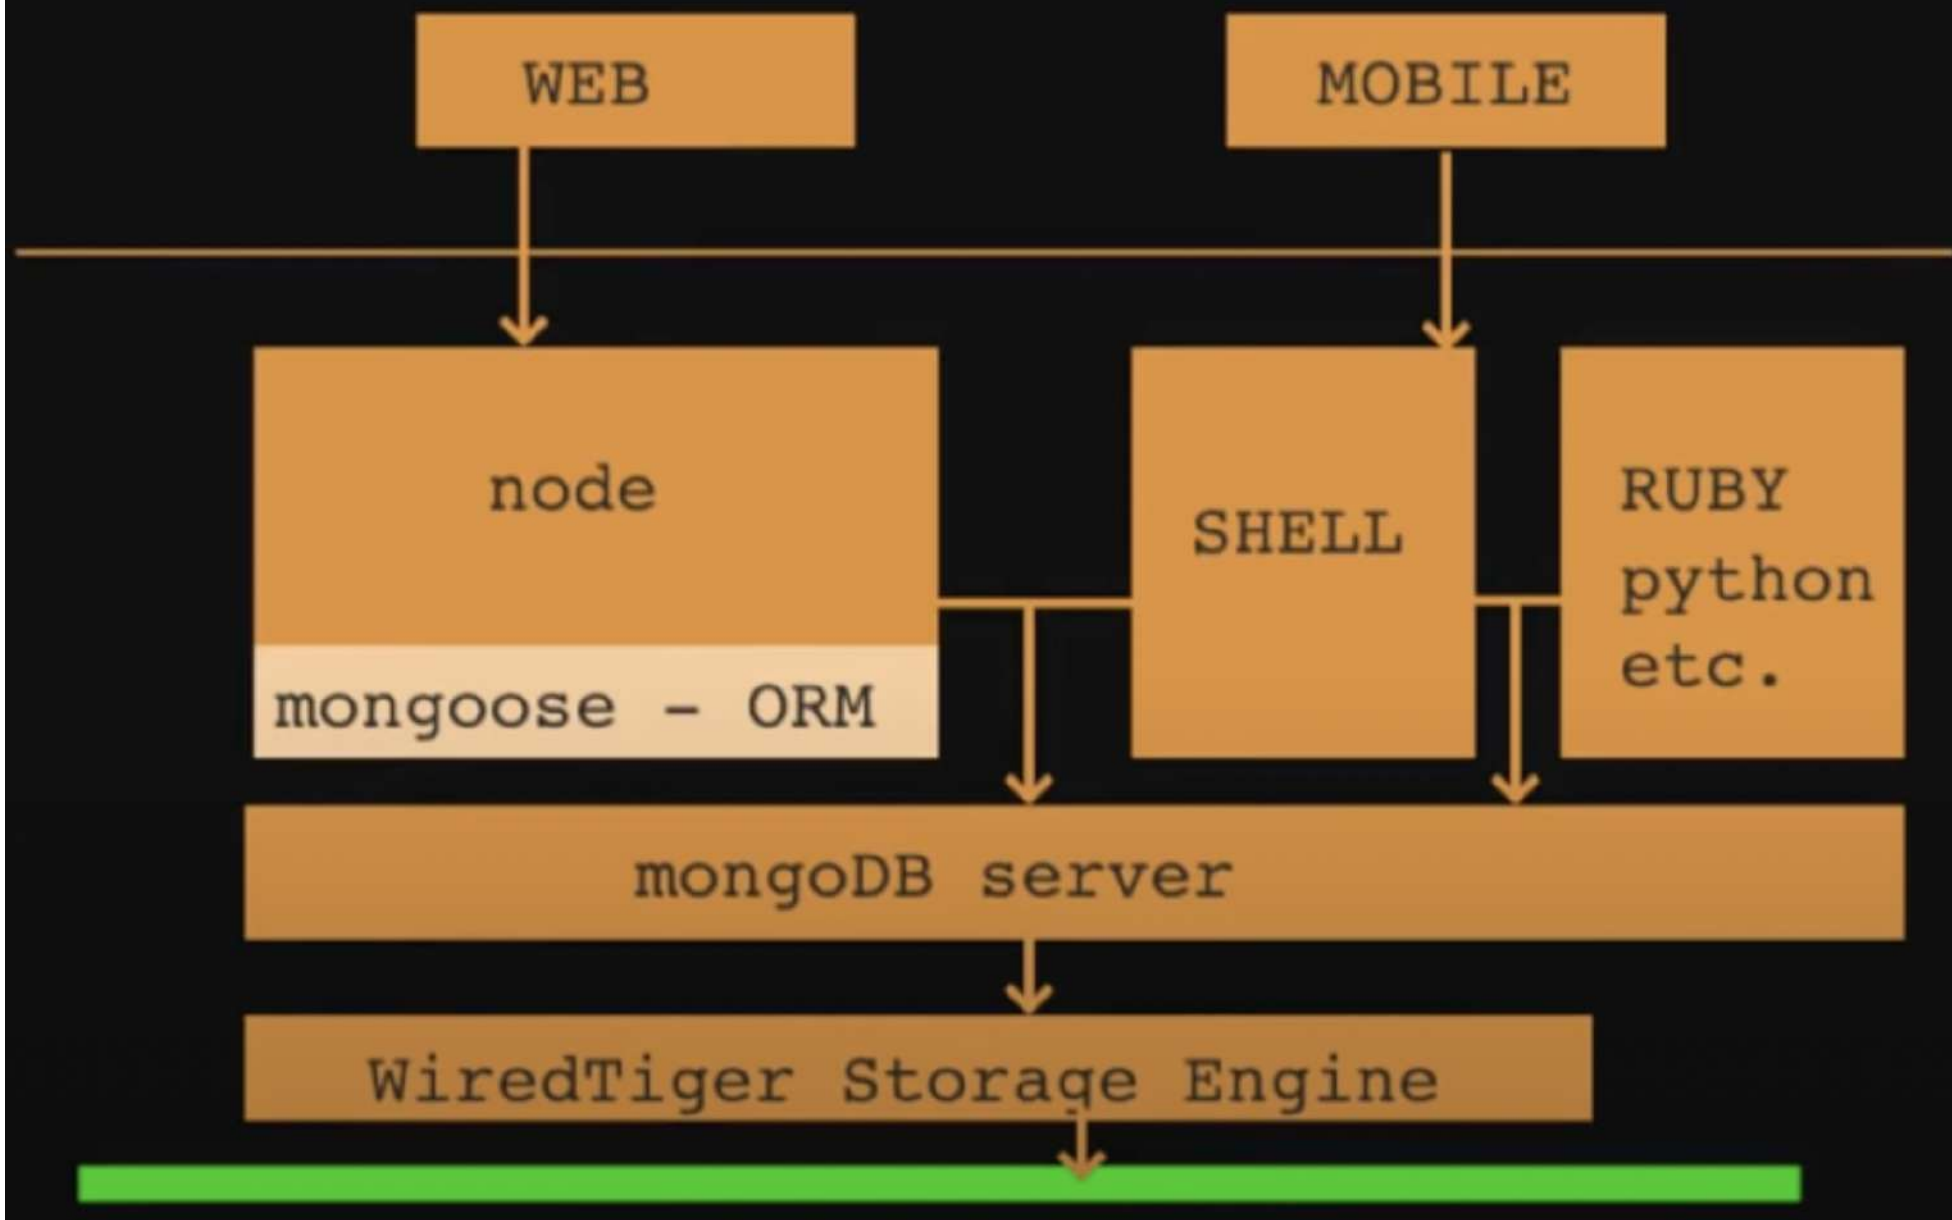 WEB
MOBILE
node
SHELL
RUBY
python
etc.
mongoose - ORM
mongoDB server
WiredTiger Storage Engine